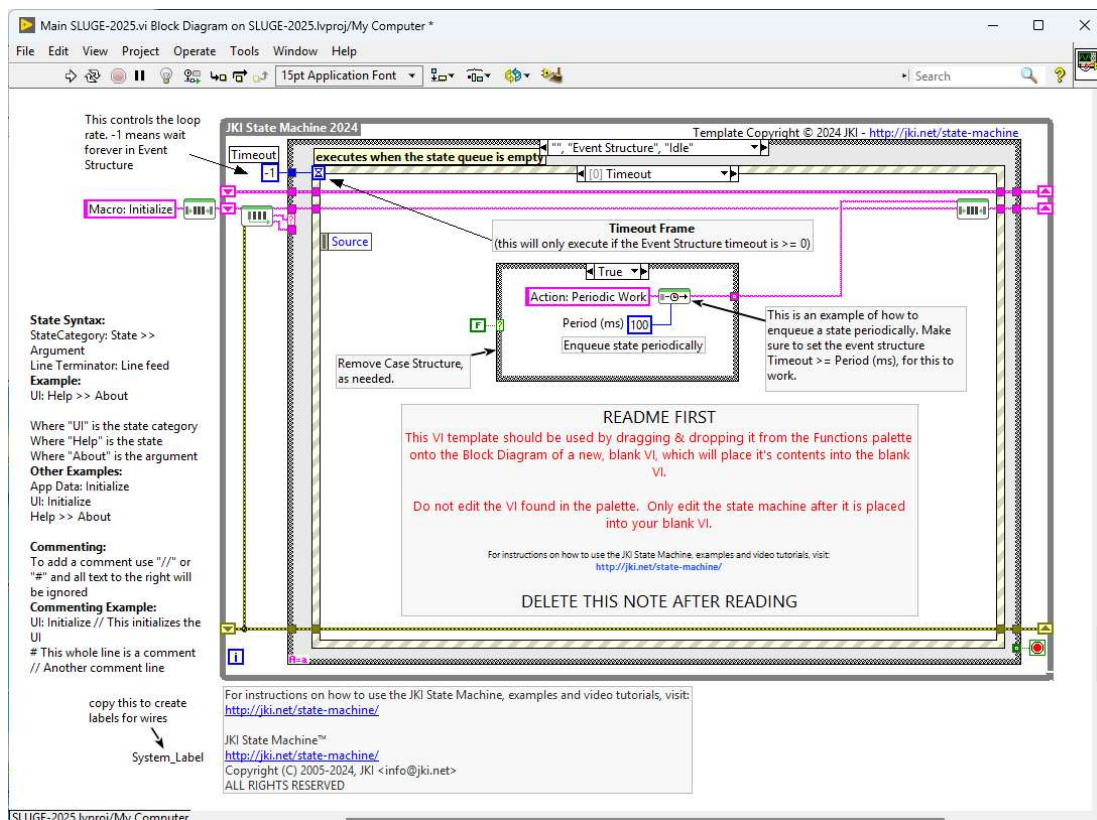 Main SLUGE-2025.vi Block Diagram on SLUGE-2025.lvproj/My Computer *
File Edit View Project Operate Tools Window Help
15pt Application Font
Search
This controls the loop
rate. -1 means wait
forever in Event
Structure
JKI State Machine 2024
Template Copyright © 2024 JKI - http://jki.net/state-machine
"", "Event Structure", "Idle"
Timeout
executes when the state queue is empty
-1
[0] Timeout
Macro: Initialize
Source
Timeout Frame
(this will only execute if the Event Structure timeout is >= 0)
True
Action: Periodic Work
F
?
Period (ms) 100
Enqueue state periodically
This is an example of how to
enqueue a state periodically. Make
sure to set the event structure
Timeout >= Period (ms), for this to
work.
Remove Case Structure,
as needed.
README FIRST
This VI template should be used by dragging & dropping it from the Functions palette
onto the Block Diagram of a new, blank VI, which will place it's contents into the blank
VI.
Do not edit the VI found in the palette. Only edit the state machine after it is placed
into your blank VI.
For instructions on how to use the JKI State Machine, examples and video tutorials, visit:
http://jki.net/state-machine/
DELETE THIS NOTE AFTER READING
State Syntax:
StateCategory: State >>
Argument
Line Terminator: Line feed
Example:
UI: Help >> About
Where "UI" is the state category
Where "Help" is the state
Where "About" is the argument
Other Examples:
App Data: Initialize
UI: Initialize
Help >> About
Commenting:
To add a comment use "//" or
"#" and all text to the right will
be ignored
Commenting Example:
UI: Initialize // This initializes the
UI
# This whole line is a comment
// Another comment line
i
A=a
copy this to create
labels for wires
System_Label
For instructions on how to use the JKI State Machine, examples and video tutorials, visit:
http://jki.net/state-machine/
JKI State Machine™
http://jki.net/state-machine/
Copyright (C) 2005-2024, JKI <info@jki.net>
ALL RIGHTS RESERVED
SLUGE-2025.lvproj/My Computer